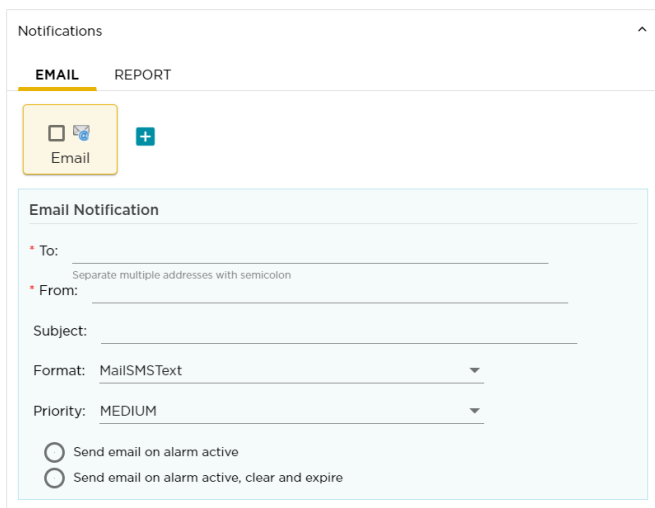 Notifications
EMAIL REPORT
Email
Email Notification
* To:
Separate multiple addresses with semicolon
* From:
Subject:
Format: MailSMSText
Priority: MEDIUM
Send email on alarm active
Send email on alarm active, clear and expire